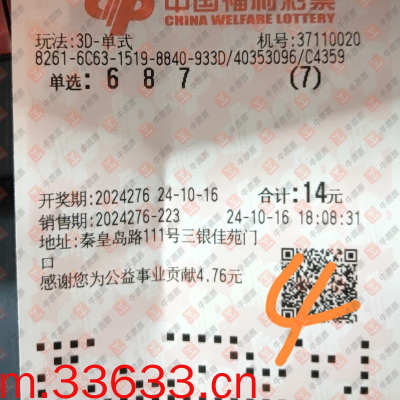 中国福利彩票
CHINA WELFARE LOTTERY
玩法:3D-单式 机号:37110020
8261-6C63-1519-8840-933D/40353096/C4359
单选: 6 8 7 (7)
开奖期:2024276 24-10-16 合计:14元
销售期:2024276-223 24-10-16 18:08:31
地址:秦皇岛路111号三银佳苑门
口
感谢您为公益事业贡献4.76元
4
m.33633.cn